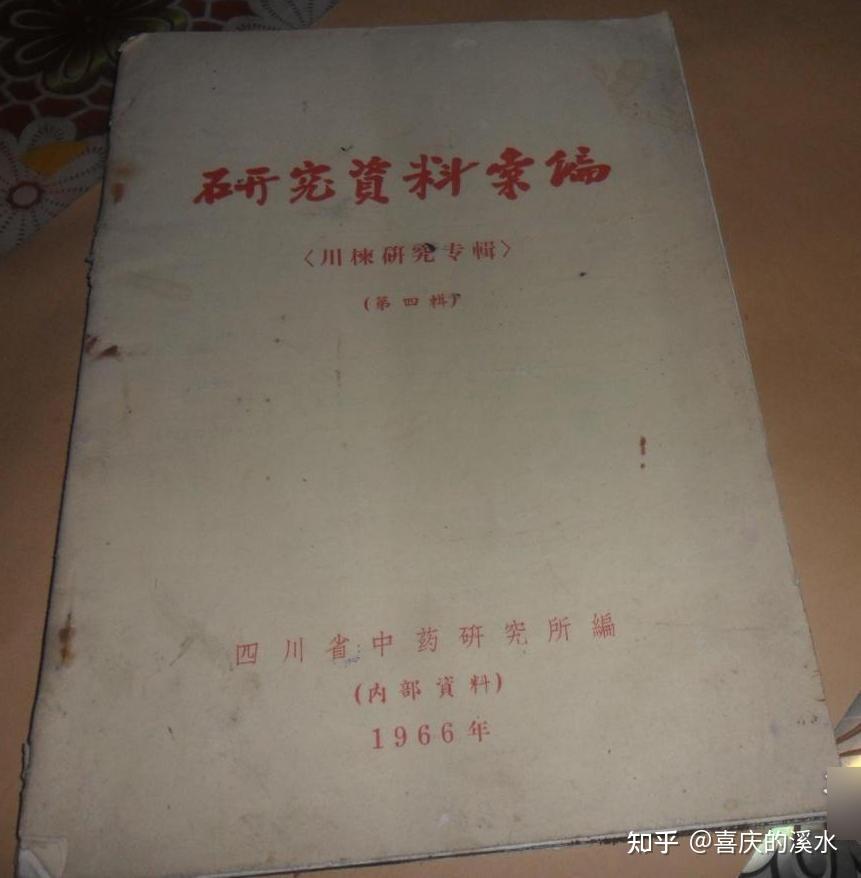 研究資料彙编
〈川楝研究专輯〉
(第四輯)
四川省中药研究所編
(内部資料)
1966年
知乎 @喜庆的溪水